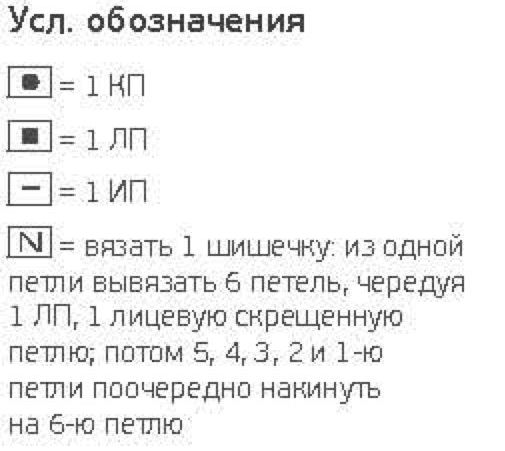 Усл. обозначения
= 1 КП
= 1 ЛП
= 1 ИП
N = вязать 1 шишечку: из одной
петли вывязать 6 петель, чередуя
1 ЛП, 1 лицевую скрещенную
петлю; потом 5, 4, 3, 2 и 1-ю
петли поочередно накинуть
на 6-ю петлю